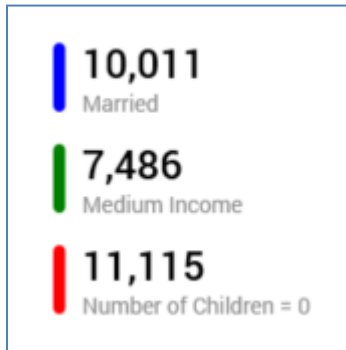 10,011
Married
7,486
Medium Income
11,115
Number of Children = 0